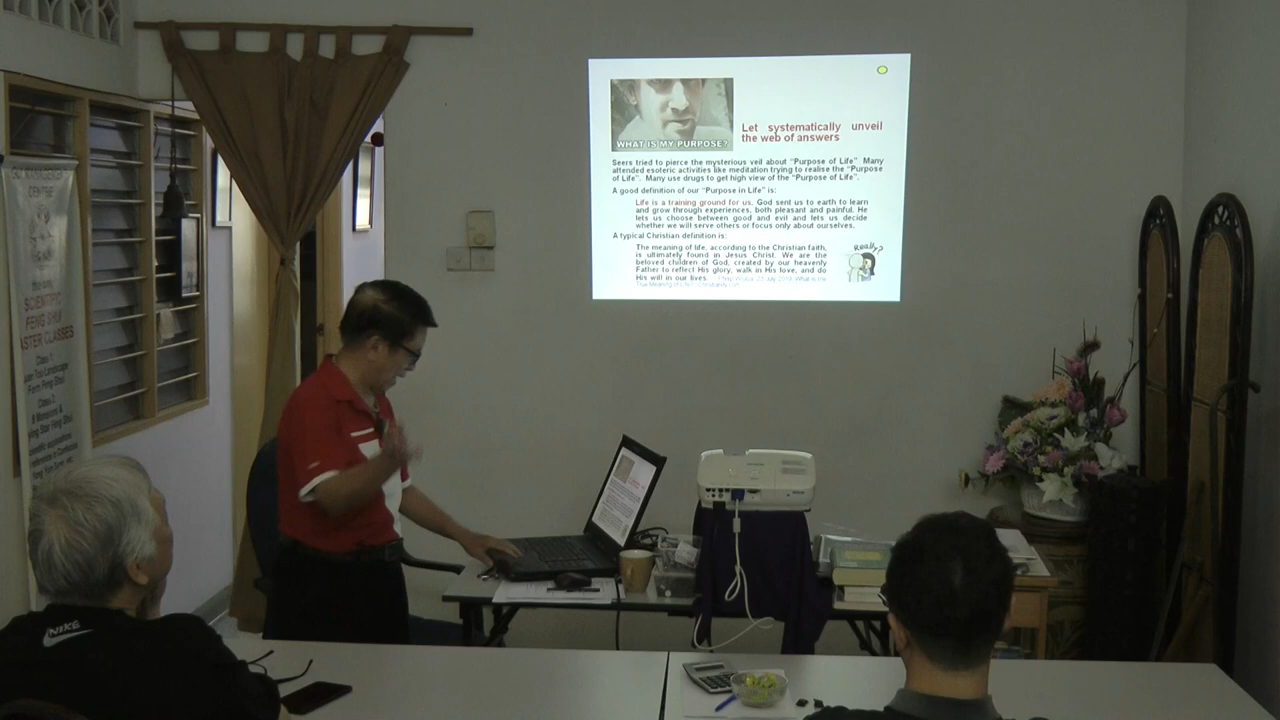 WHAT IS MY PURPOSE?
Let systematically unveil
the web of answers
Seers tried to pierce the mysterious veil about "Purpose of Life". Many
attended esoteric activities like meditation trying to realise the "Purpose
of Life". Many use drugs to get high view of the "Purpose of Life".
A good definition of our "Purpose in Life" is:
Life is a training ground for us. God sent us to earth to learn
and grow through experiences, both pleasant and painful. He
lets us choose between good and evil and lets us decide
whether we will serve others or focus only about ourselves.
A typical Christian definition is:
The meaning of life, according to the Christian faith,
is ultimately found in Jesus Christ. We are the
beloved children of God, created by our heavenly
Father to reflect His glory, walk in His love, and do
His will in our lives.
Really?
CENTRE
SCIENTIFIC
FENG SHUI
ASTER CLASSES
Class 1
Form Feng Shui
Class 2
8 Mansions &
NIKE